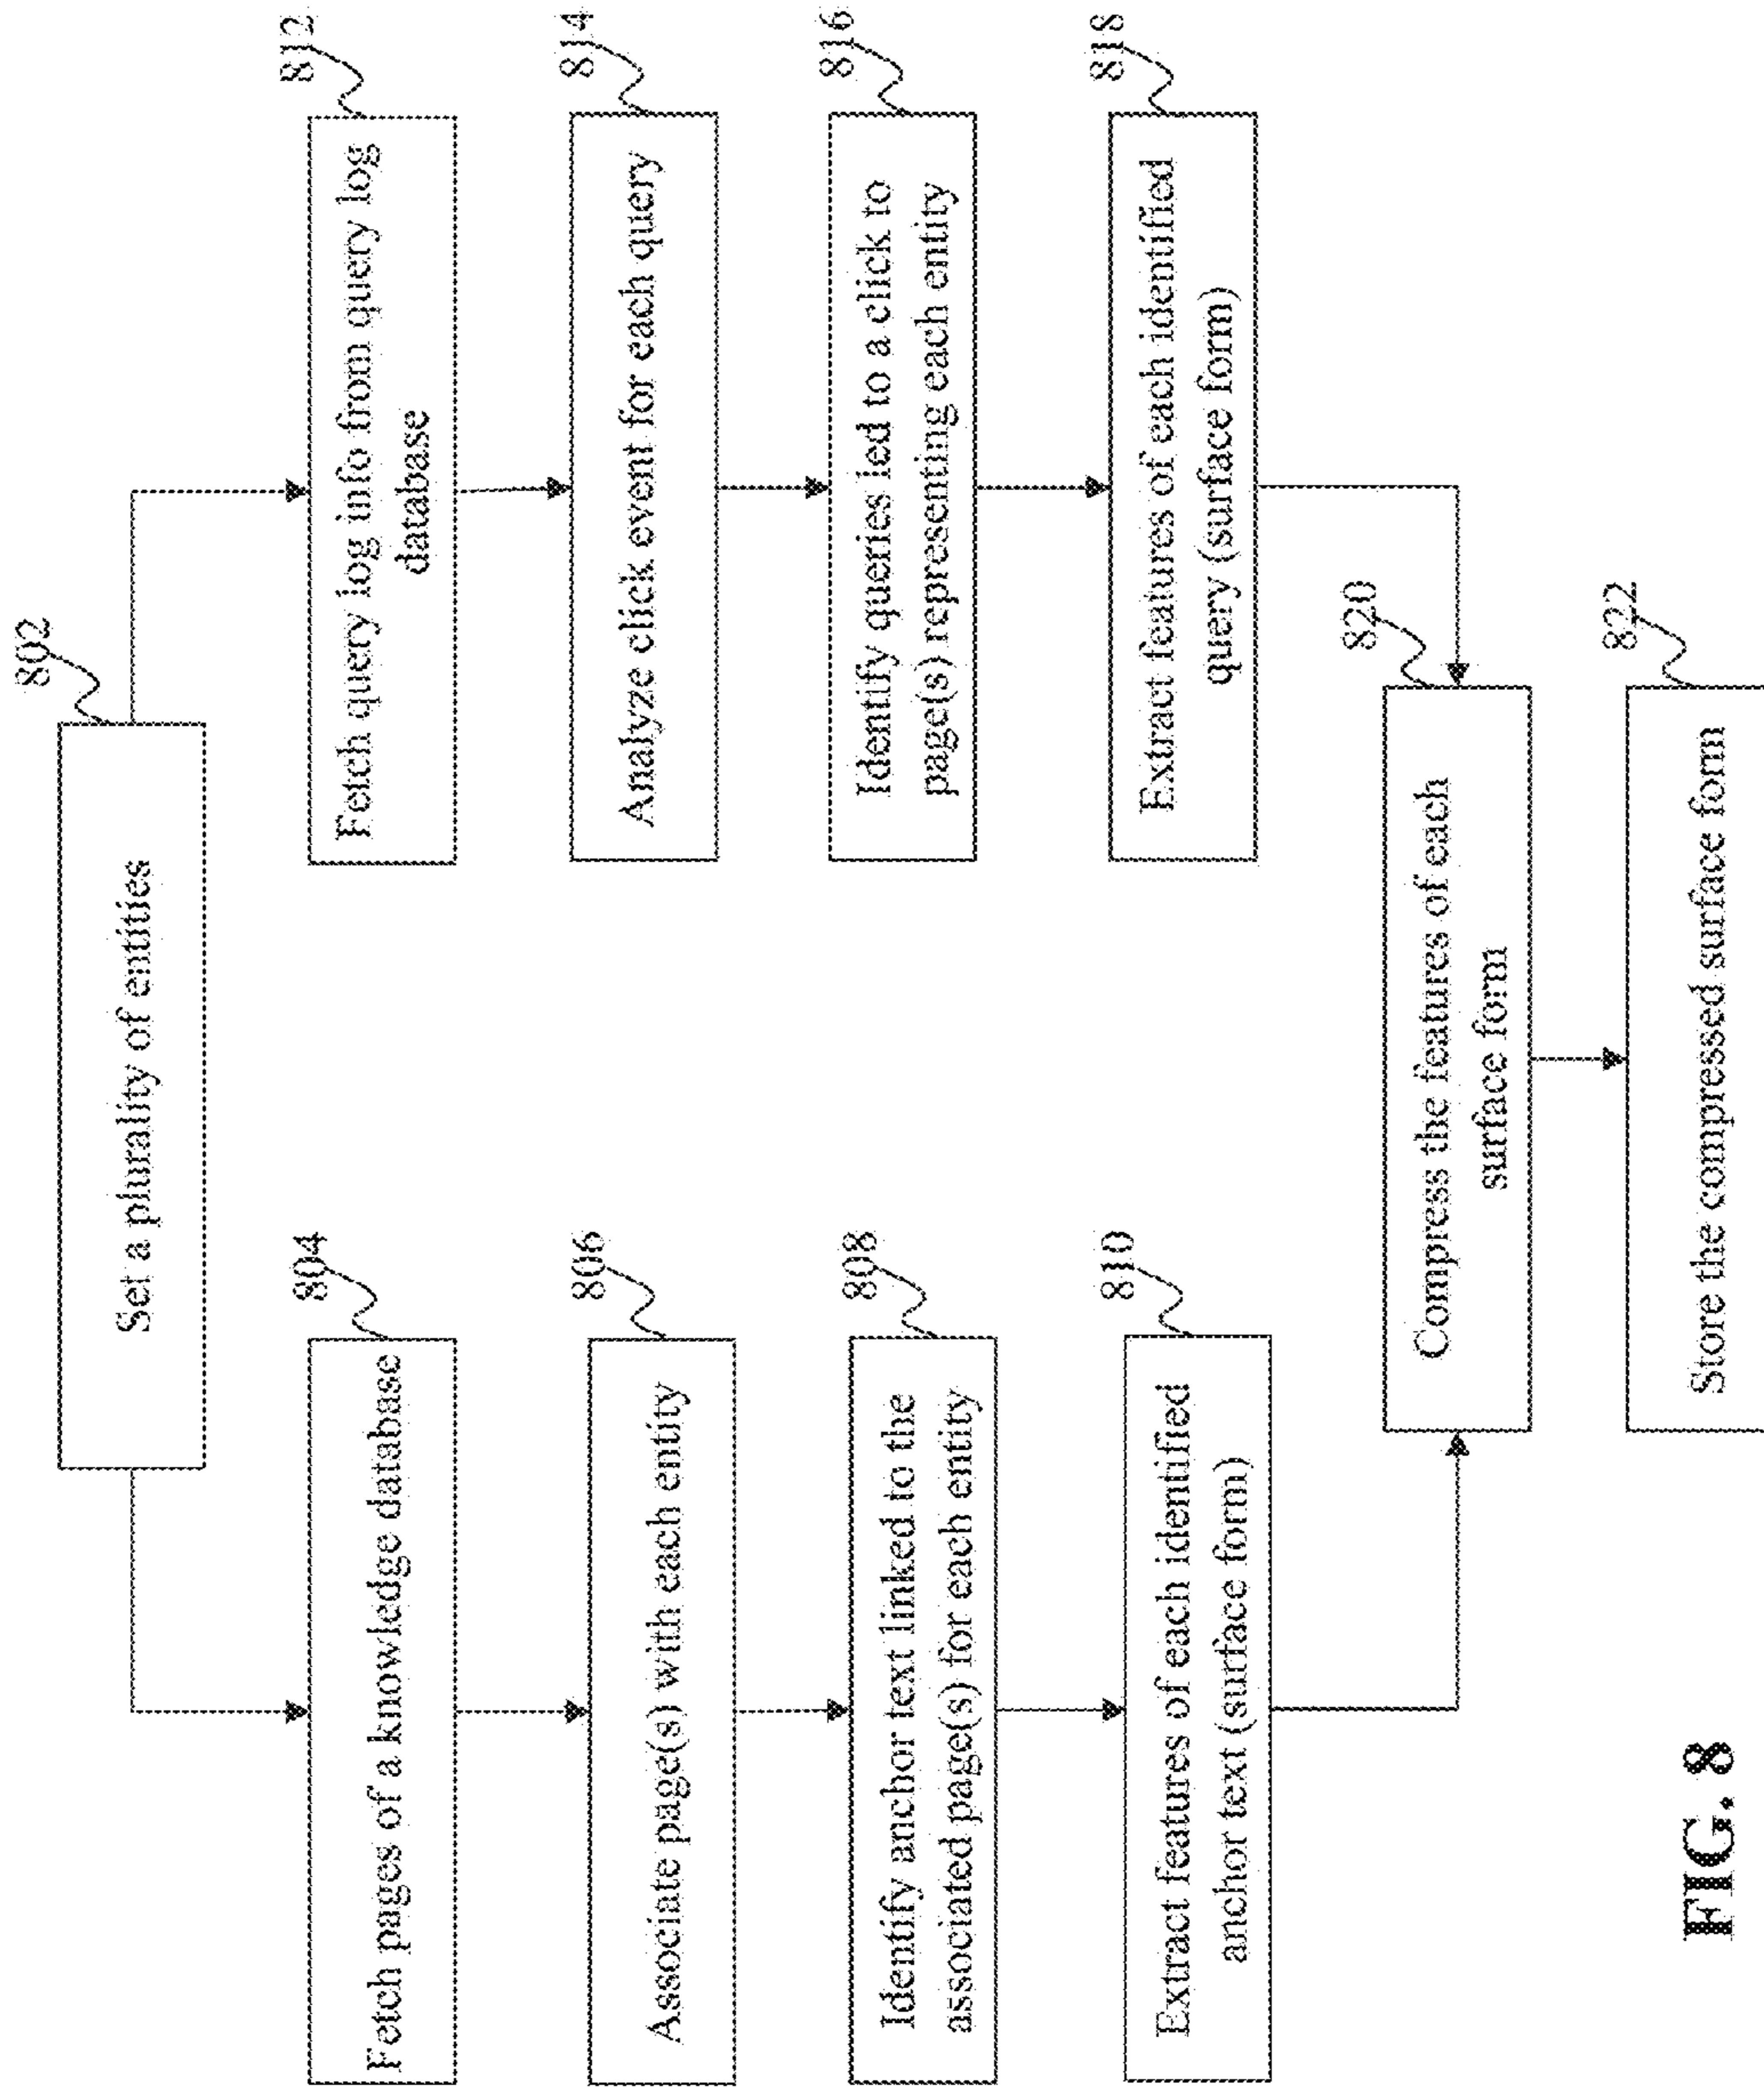 802
Set a plurality of entities
804
Fetch pages of a knowledge database
806
Associate page(s) with each entity
808
Identify anchor text linked to the
associated page(s) for each entity
810
Extract features of each identified
anchor text (surface form)
812
Fetch query log info from query log
database
814
Analyze click event for each query
816
Identify queries led to a click to
page(s) representing each entity
818
Extract features of each identified
query (surface form)
820
Compress the features of each
surface form
822
Store the compressed surface form
FIG. 8